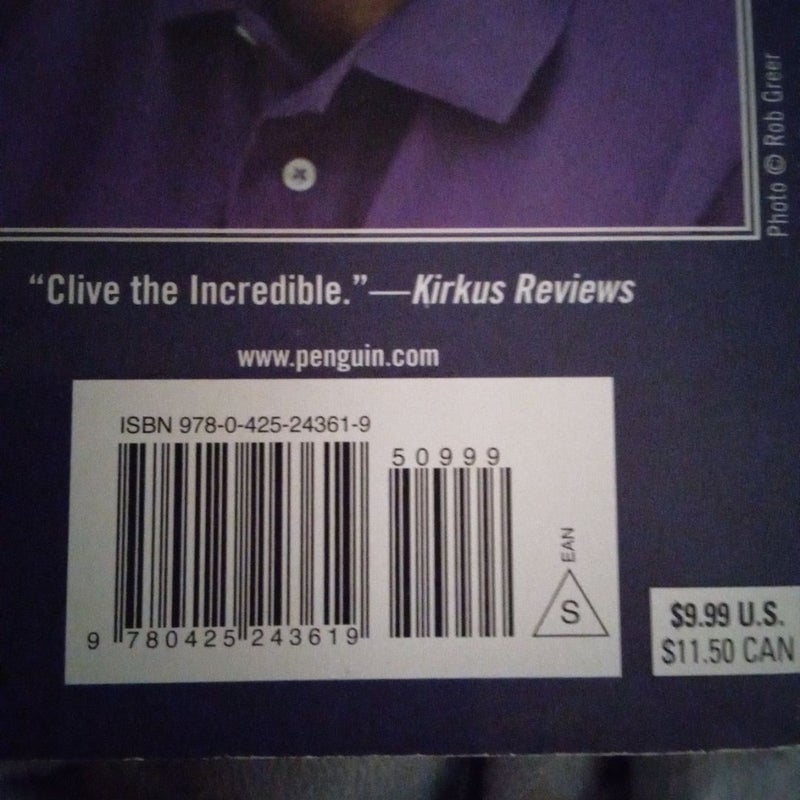 Photo © Rob Greer
“Clive the Incredible.”—Kirkus Reviews
www.penguin.com
ISBN 978-0-425-24361-9
50999
9 780425 243619
EAN
S
$9.99 U.S.
$11.50 CAN